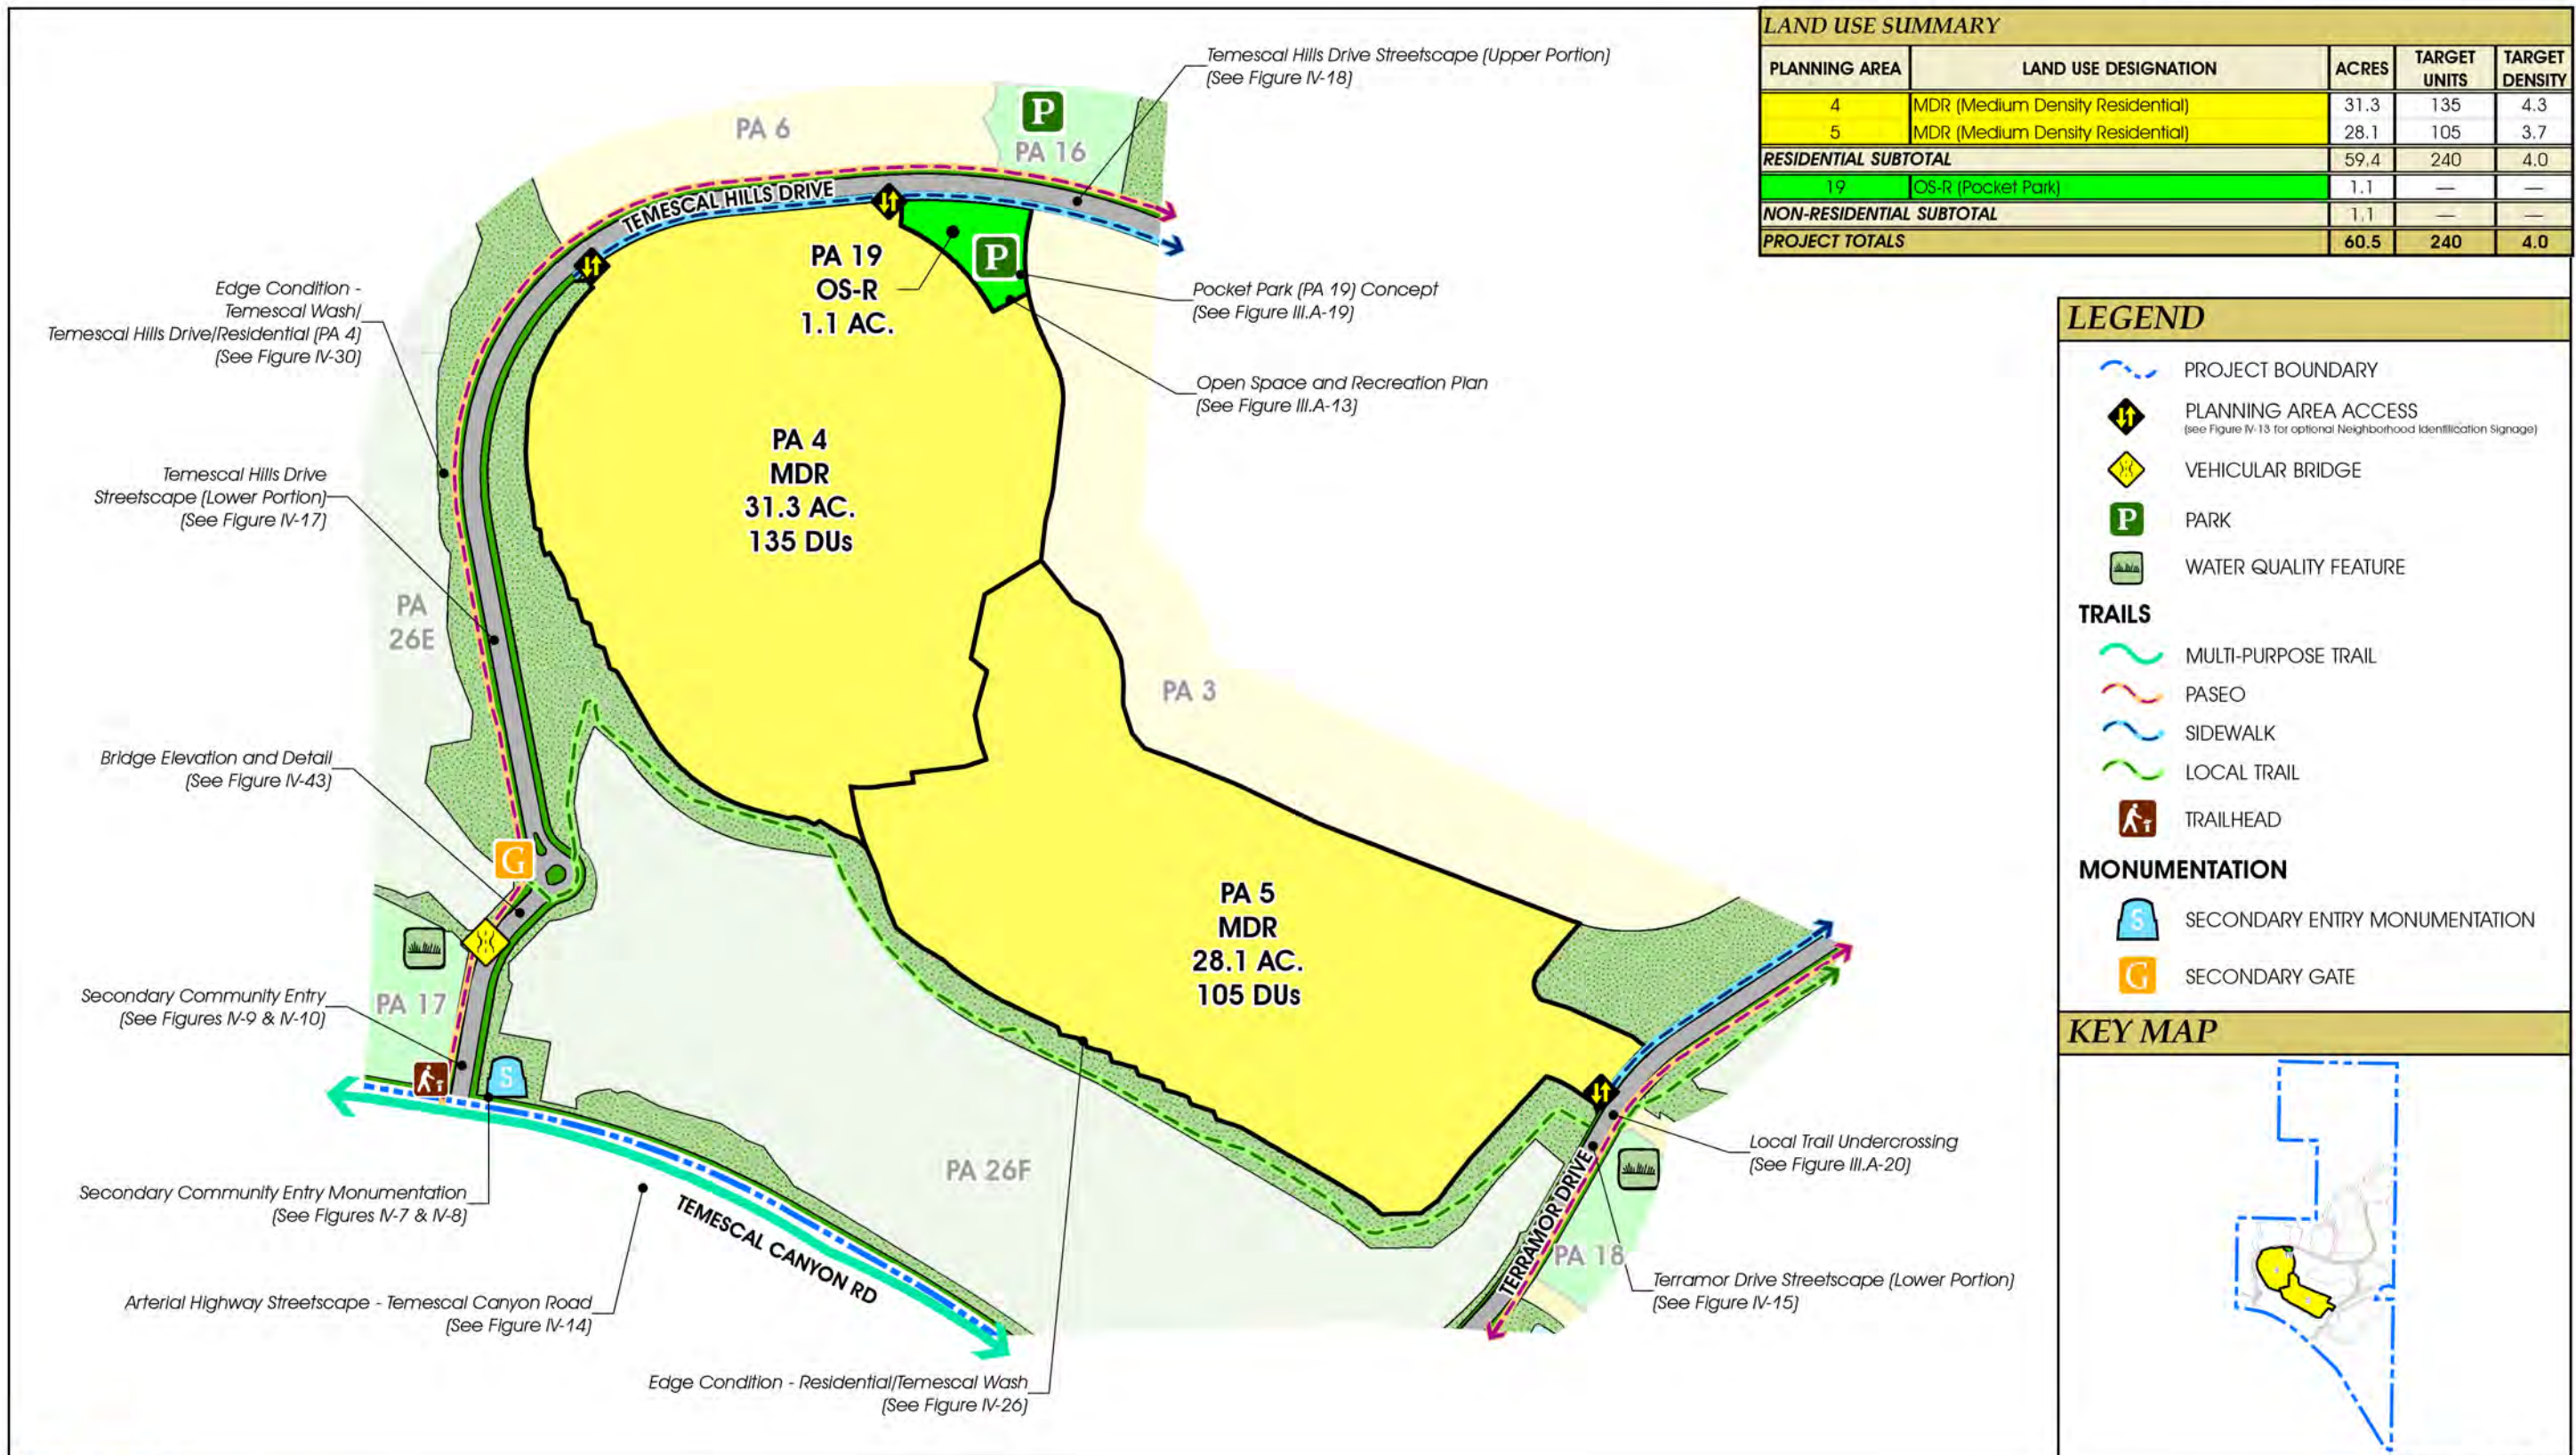 LAND USE SUMMARY
PLANNING AREA LAND USE DESIGNATION ACRES TARGET UNITS TARGET DENSITY
4 MDR (Medium Density Residential) 31.3 135 4.3
5 MDR (Medium Density Residential) 28.1 105 3.7
RESIDENTIAL SUBTOTAL 59.4 240 4.0
19 OS-R (Pocket Park) 1.1 — —
NON-RESIDENTIAL SUBTOTAL 1.1 — —
PROJECT TOTALS 60.5 240 4.0
Temescal Hills Drive Streetscape (Upper Portion)
(See Figure IV-18)
P
PA 6
PA 16
TEMESCAL HILLS DRIVE
PA 19
OS-R
1.1 AC.
P
Pocket Park (PA 19) Concept
(See Figure III.A-19)
Open Space and Recreation Plan
(See Figure III.A-13)
Edge Condition -
Temescal Wash/
Temescal Hills Drive/Residential (PA 4)
(See Figure IV-30)
PA 4
MDR
31.3 AC.
135 DUs
Temescal Hills Drive
Streetscape (Lower Portion)
(See Figure IV-17)
PA
26E
PA 3
Bridge Elevation and Detail
(See Figure IV-43)
G
PA 5
MDR
28.1 AC.
105 DUs
Secondary Community Entry
(See Figures IV-9 & IV-10)
PA 17
S
Secondary Community Entry Monumentation
(See Figures IV-7 & IV-8)
PA 26F
TEMESCAL CANYON RD
Arterial Highway Streetscape - Temescal Canyon Road
(See Figure IV-14)
Edge Condition - Residential/Temescal Wash
(See Figure IV-26)
Local Trail Undercrossing
(See Figure III.A-20)
TERRAMOR DRIVE
PA 18
Terramor Drive Streetscape (Lower Portion)
(See Figure IV-15)
LEGEND
PROJECT BOUNDARY
PLANNING AREA ACCESS
(see Figure IV-13 for optional Neighborhood Identification Signage)
VEHICULAR BRIDGE
P PARK
WATER QUALITY FEATURE
TRAILS
MULTI-PURPOSE TRAIL
PASEO
SIDEWALK
LOCAL TRAIL
TRAILHEAD
MONUMENTATION
S SECONDARY ENTRY MONUMENTATION
G SECONDARY GATE
KEY MAP